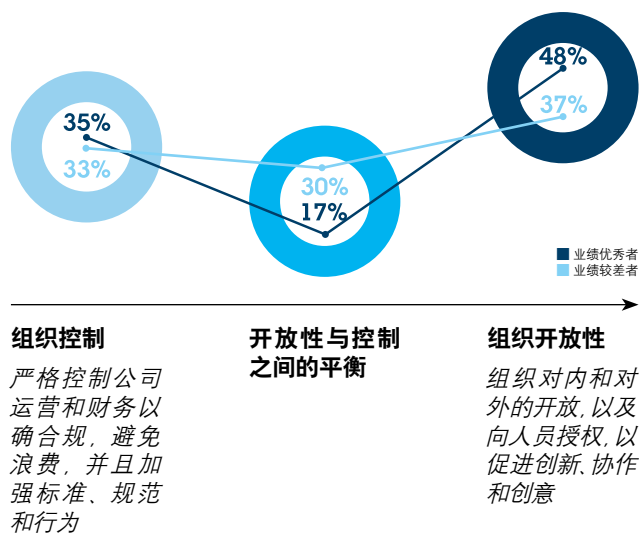 48%
35%
37%
33%
30%
17%
业绩优秀者
业绩较差者
组织控制
严格控制公司
运营和财务以
确合规，避免
浪费，并且加
强标准、规范
和行为
开放性与控制
之间的平衡
组织开放性
组织对内和对
外的开放，以及
向人员授权，以
促进创新、协作
和创意